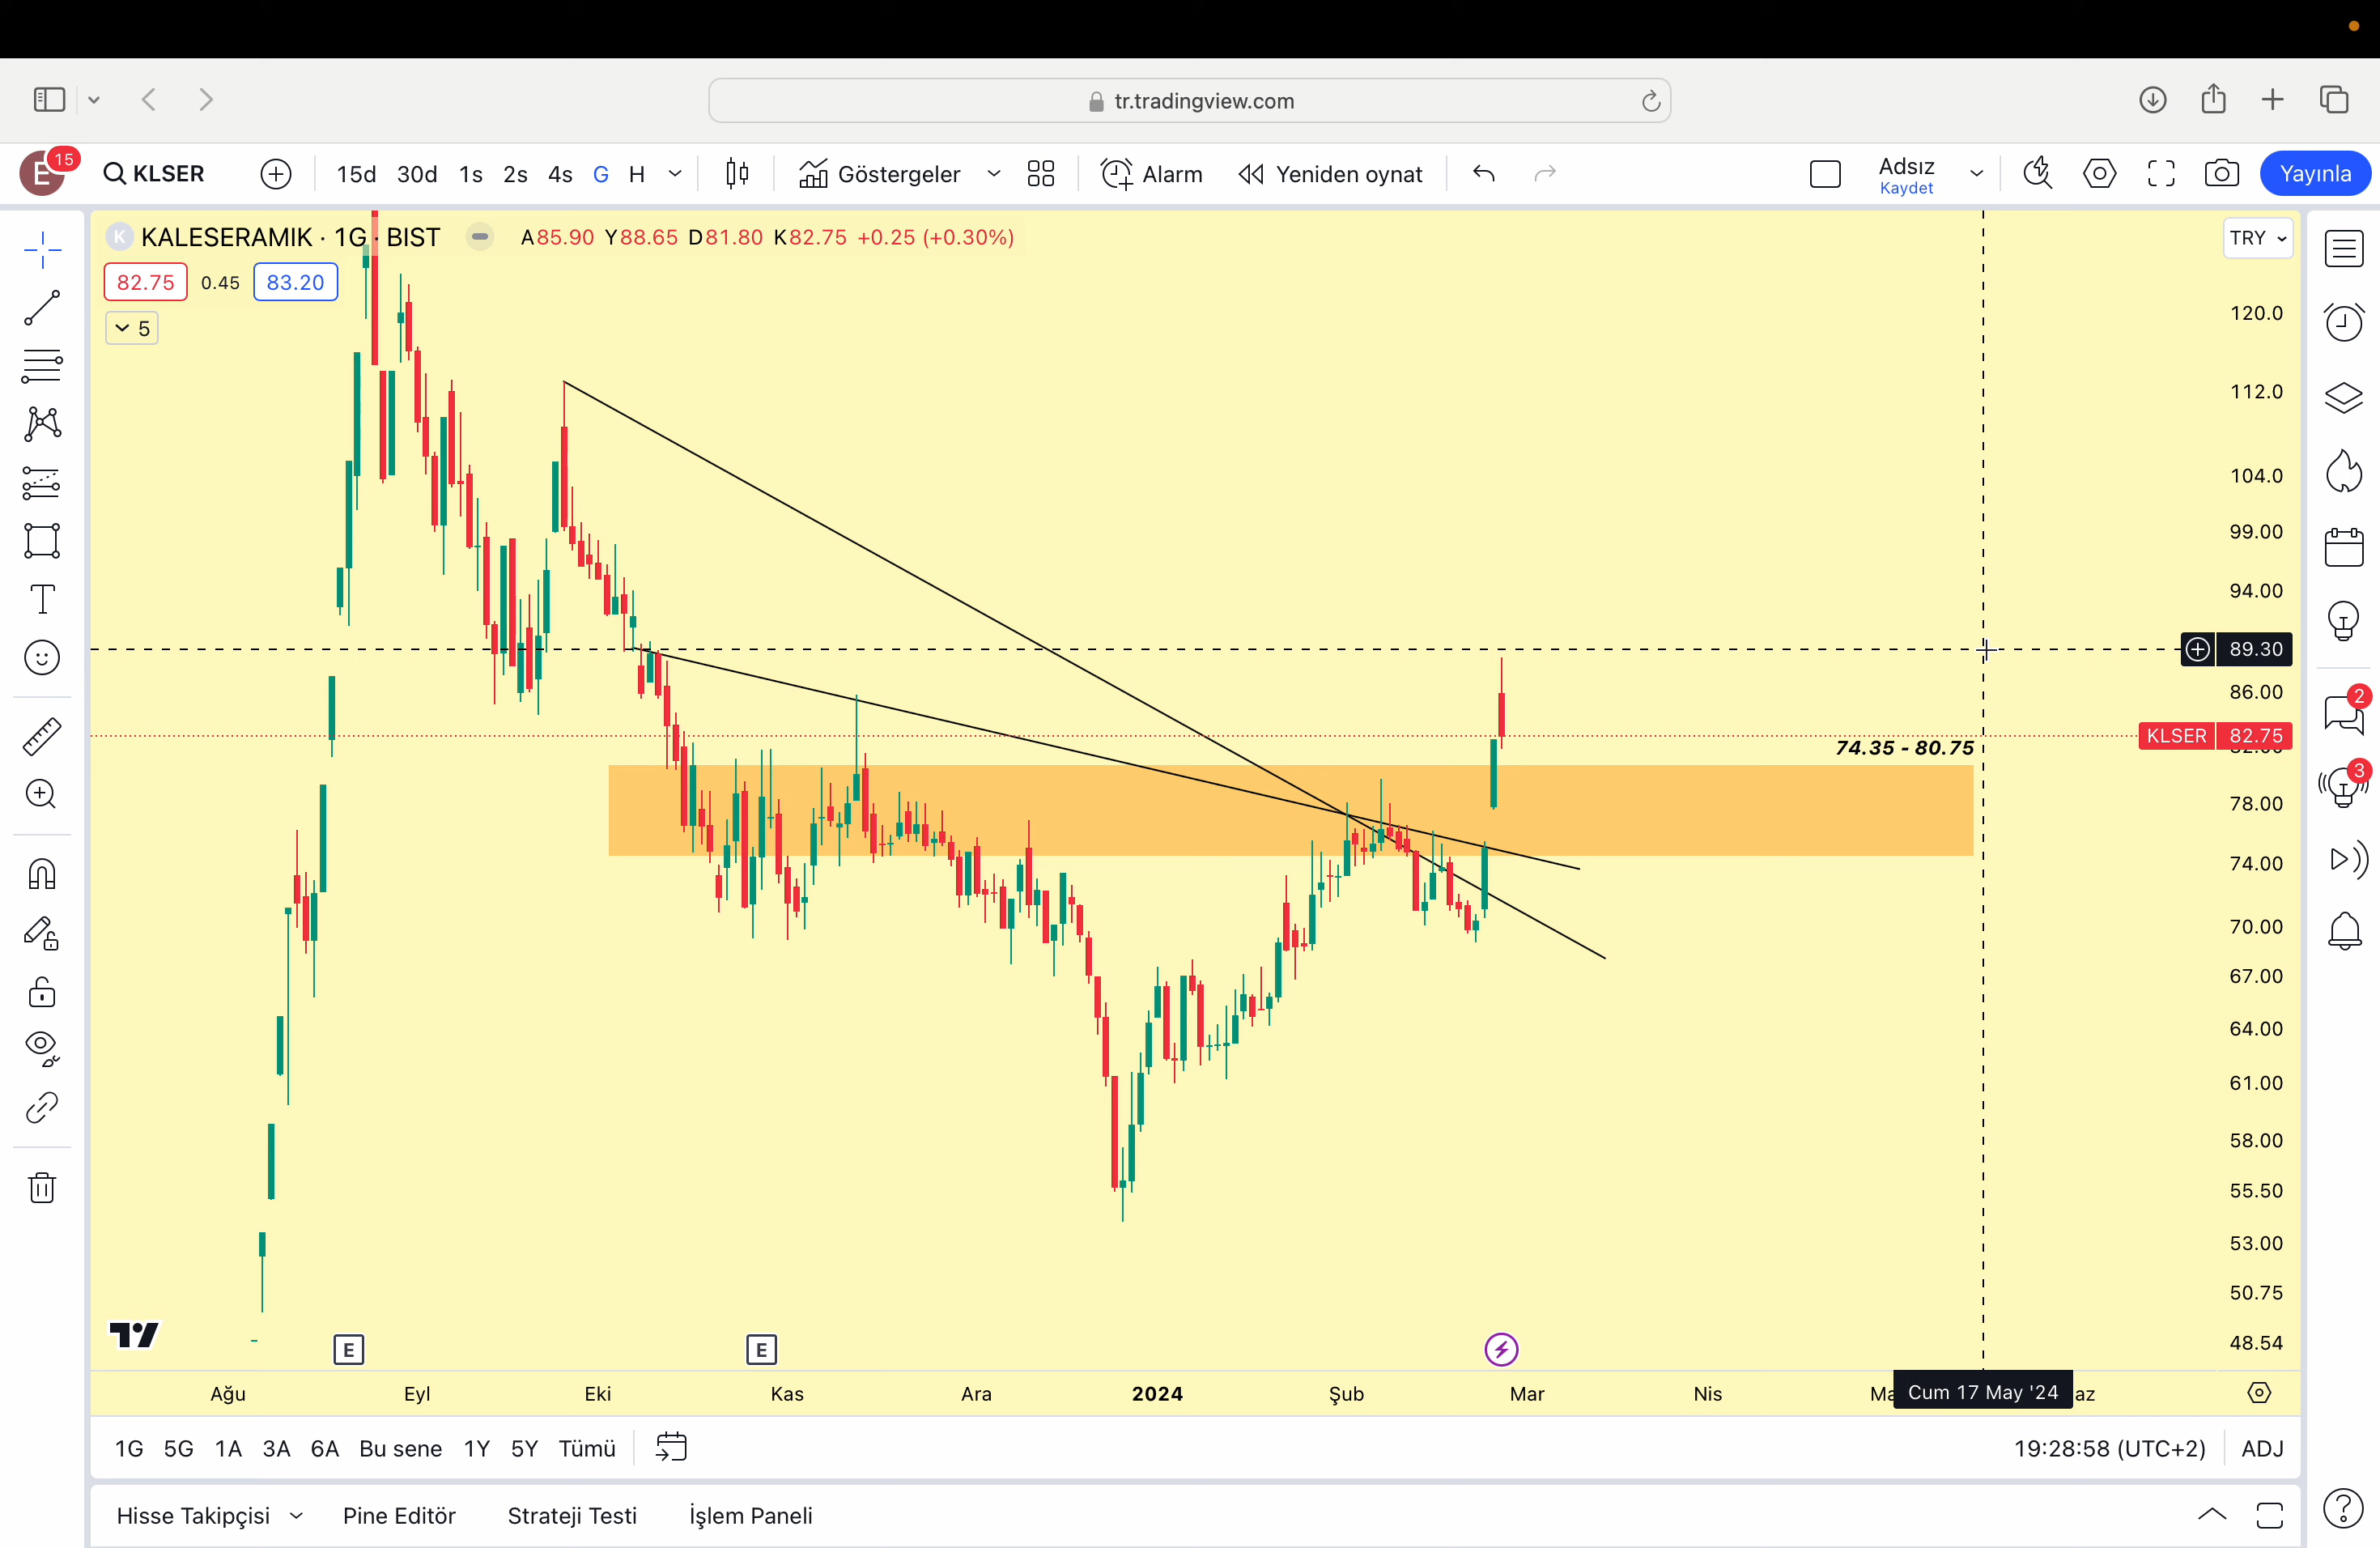 tr.tradingview.com
E 15 KLSER 15d 30d 1s 2s 4s G H Göstergeler Alarm Yeniden oynat Adsız Kaydet Yayınla
K KALESERAMIK · 1G · BIST A85.90 Y88.65 D81.80 K82.75 +0.25 (+0.30%)
TRY
82.75 0.45 83.20
5
120.0
112.0
104.0
99.00
94.00
89.30
86.00
KLSER 82.75
74.35 - 80.75
78.00
74.00
70.00
67.00
64.00
61.00
58.00
55.50
53.00
50.75
48.54
2
3
E E
Ağu Eyl Eki Kas Ara 2024 Şub Mar Nis Ma Cum 17 May '24 az
1G 5G 1A 3A 6A Bu sene 1Y 5Y Tümü 19:28:58 (UTC+2) ADJ
Hisse Takipçisi Pine Editör Strateji Testi İşlem Paneli